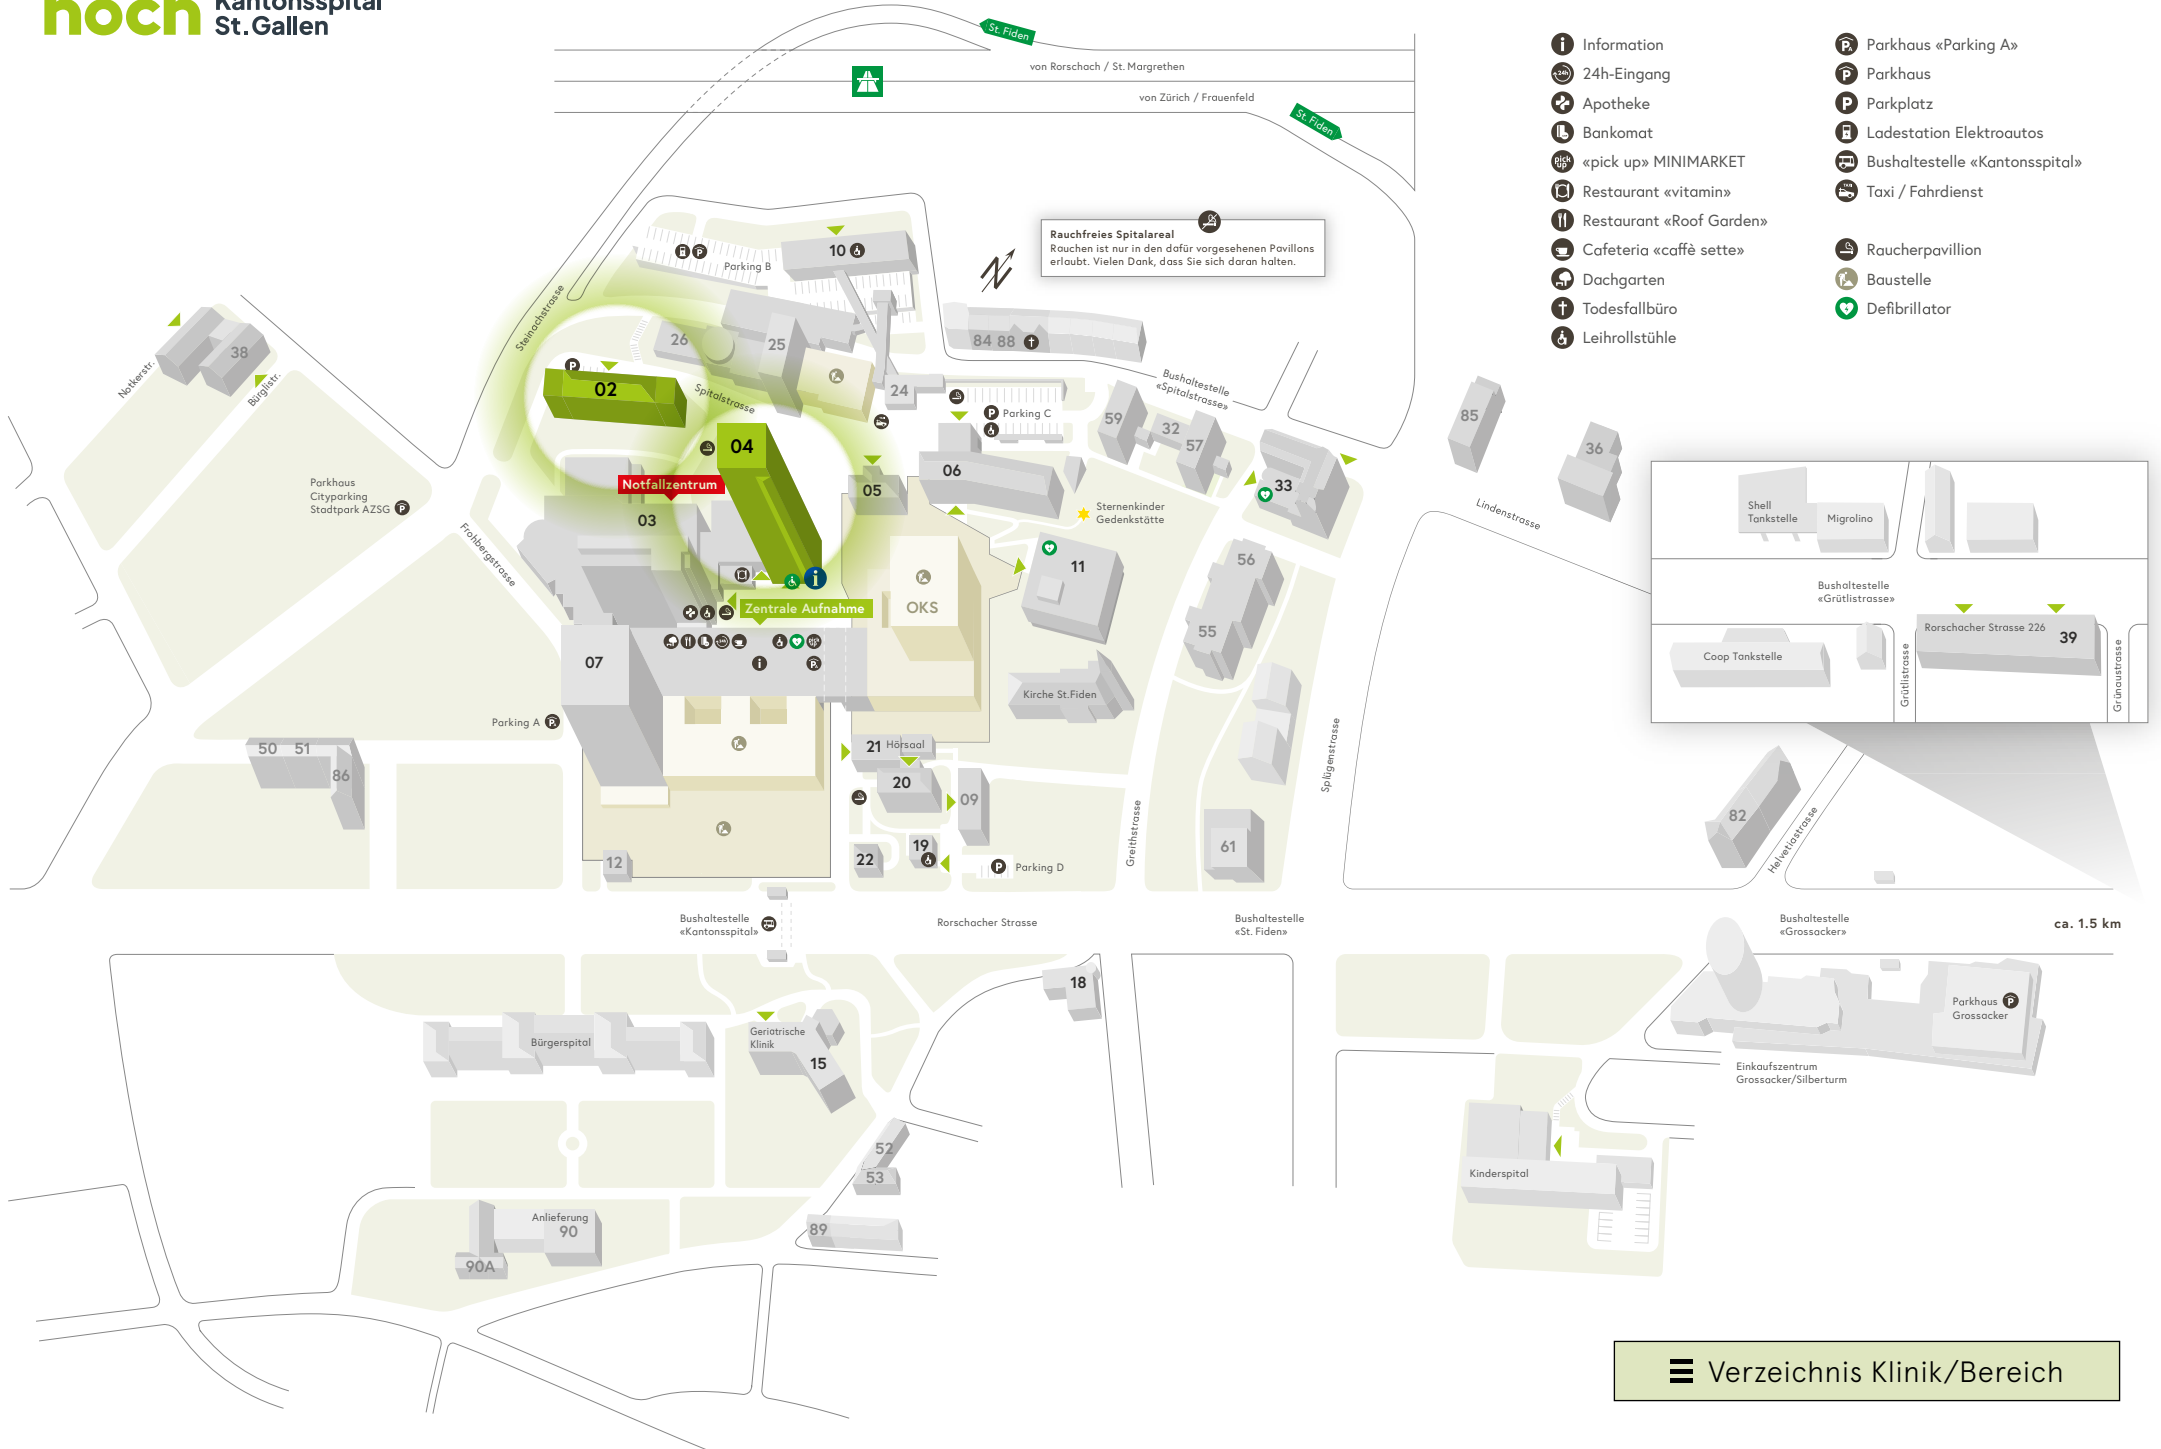 noch Kantonsspital
St.Gallen
St. Fiden
von Rorschach / St. Margrethen
von Zürich / Frauenfeld
St. Fiden
Information
24h-Eingang
Apotheke
Bankomat
pick up «pick up» MINIMARKET
Restaurant «vitamin»
Restaurant «Roof Garden»
Cafeteria «caffè sette»
Dachgarten
Todesfallbüro
Leihrollstühle
Parkhaus «Parking A»
Parkhaus
Parkplatz
Ladestation Elektroautos
Bushaltestelle «Kantonsspital»
Taxi / Fahrdienst
Raucherpavillion
Baustelle
Defibrillator
Rauchfreies Spitalareal
Rauchen ist nur in den dafür vorgesehenen Pavillons
erlaubt. Vielen Dank, dass Sie sich daran halten.
N
Parking B
10
Steinachstrasse
26
25
84 88
38
Notkerstr.
Bürglistr.
02
Spitalstrasse
24
Bushaltestelle
«Spitalstrasse»
Parking C
59
32
57
85
36
04
Notfallzentrum
03
05
06
33
Parkhaus
Cityparking
Stadtpark AZSG
Frohbergstrasse
Sternenkinder
Gedenkstätte
Lindenstrasse
11
56
55
OKS
Zentrale Aufnahme
07
Kirche St.Fiden
Parking A
50 51
86
21 Hörsaal
20
09
12
22
19
Parking D
Greithstrasse
Splügenstrasse
61
82
Helvetiastrasse
Shell
Tankstelle
Migrolino
Bushaltestelle
«Grütlistrasse»
Rorschacher Strasse 226
39
Coop Tankstelle
Grütlistrasse
Grünaustrasse
Bushaltestelle
«Kantonsspital»
Rorschacher Strasse
Bushaltestelle
«St. Fiden»
Bushaltestelle
«Grossacker»
ca. 1.5 km
18
Bürgerspital
Geriatrische
Klinik
15
Parkhaus
Grossacker
Einkaufszentrum
Grossacker/Silberturm
52
53
Kinderspital
Anlieferung
90
90A
89
Verzeichnis Klinik/Bereich